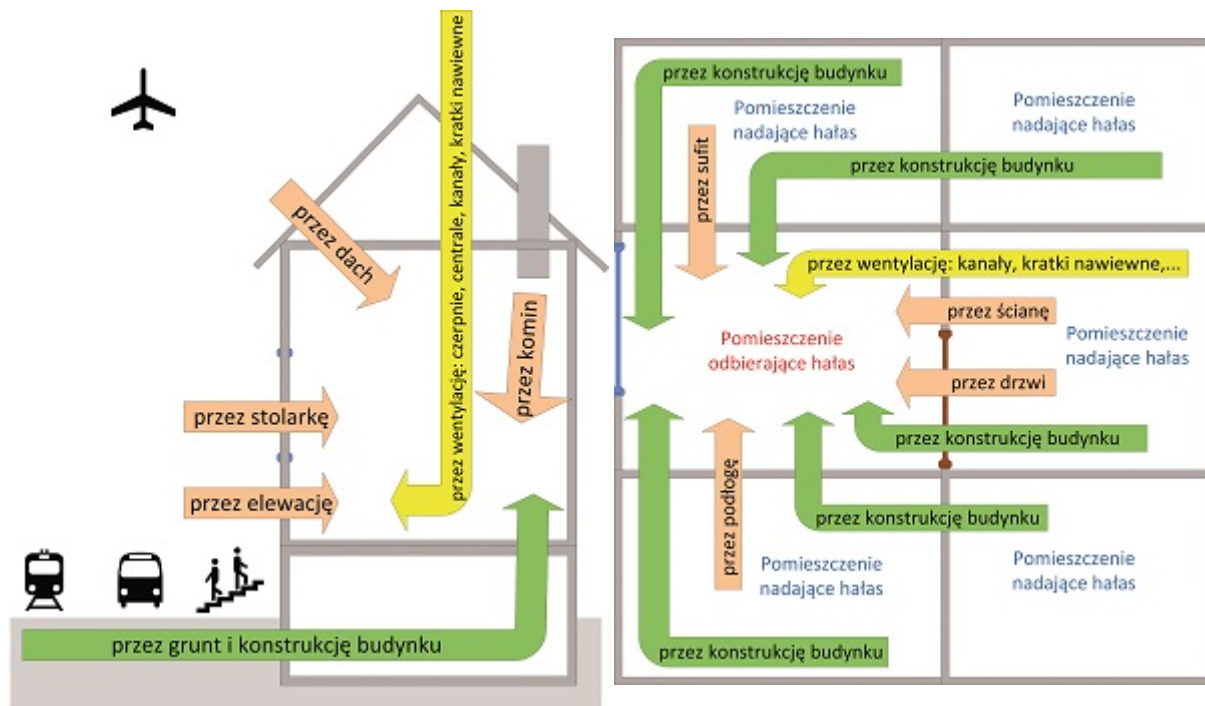 przez wentylację: czerpnie, centrale, kanały, kratki nawiewne
przez dach
przez komin
przez stolarkę
przez elewację
przez grunt i konstrukcję budynku
przez konstrukcję budynku
Pomieszczenie
nadające hałas
Pomieszczenie
nadające hałas
przez sufit
przez konstrukcję budynku
przez wentylację: kanały, kratki nawiewne,...
przez ścianę
Pomieszczenie
odbierające hałas
Pomieszczenie
nadające hałas
przez drzwi
przez konstrukcję budynku
przez podłogę
przez konstrukcję budynku
Pomieszczenie
nadające hałas
Pomieszczenie
nadające hałas
przez konstrukcję budynku